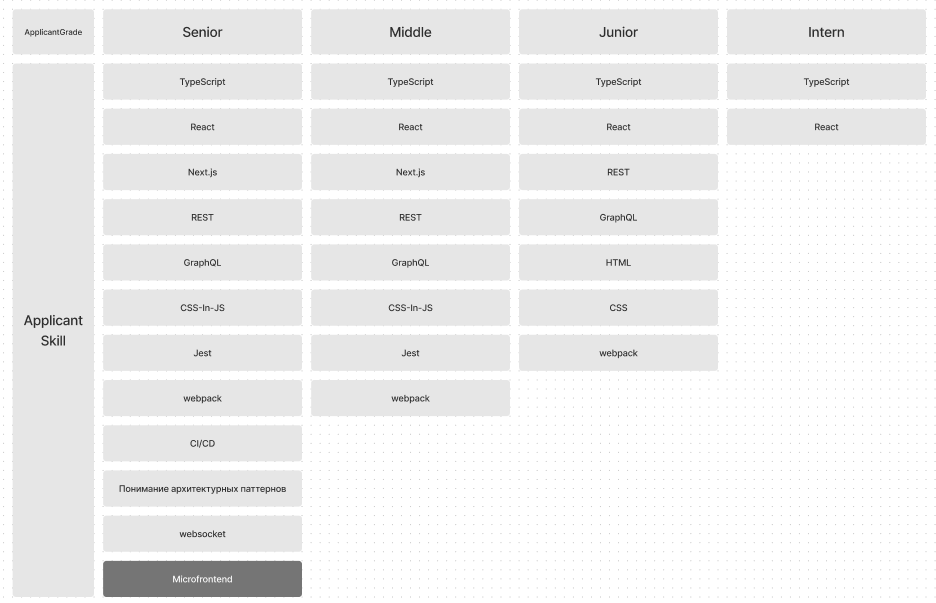 ApplicantGrade
Senior
Middle
Junior
Intern
Applicant
Skill
TypeScript
TypeScript
TypeScript
TypeScript
React
React
React
React
Next.js
Next.js
REST
REST
REST
GraphQL
GraphQL
GraphQL
HTML
CSS-In-JS
CSS-In-JS
CSS
Jest
Jest
webpack
webpack
webpack
CI/CD
Понимание архитектурных паттернов
websocket
Microfrontend